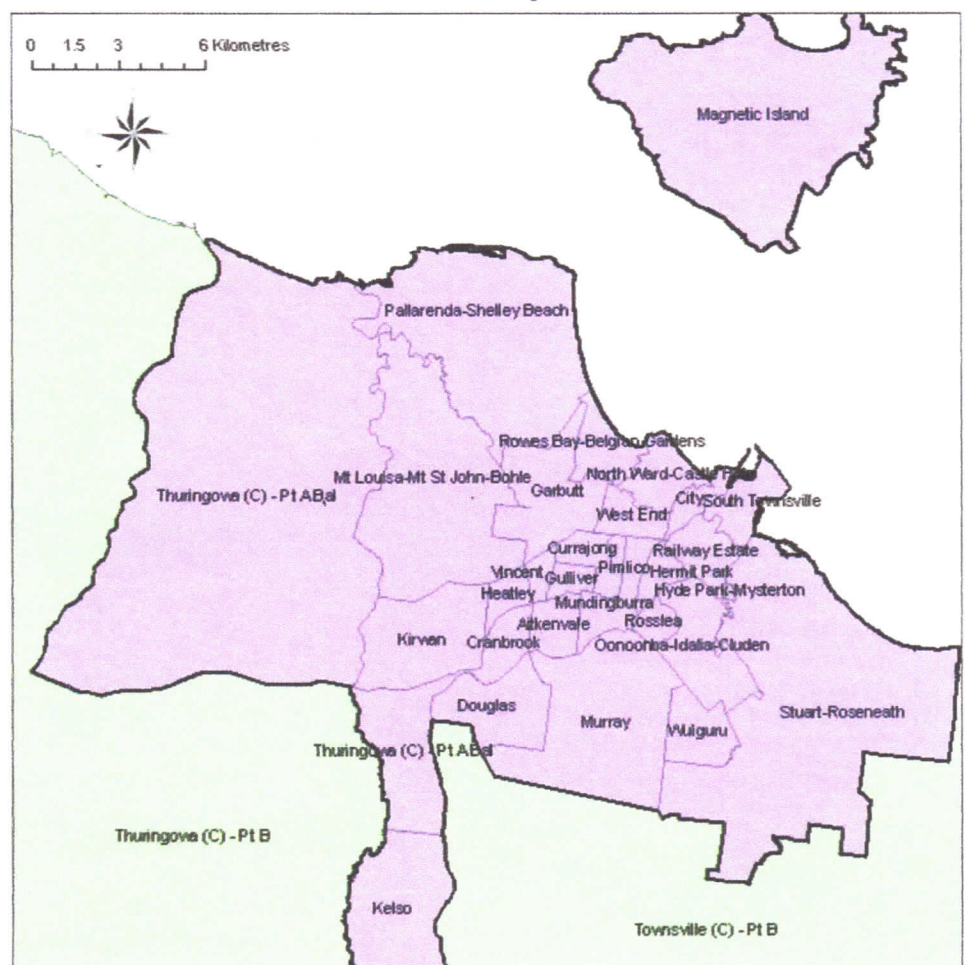 0 1.5 3 6 Kilometres
Magnetic Island
Pallarenda-Shelley Beach
Rowes Bay-Belgian Gardens
Mt Louisa-Mt St John-Bohle
North Ward-Castle Hill
Thuringowa (C) - Pt A Bal
Garbutt
City
South Townsville
West End
Currajong
Railway Estate
Vincent
Gulliver
Pimlico
Hermit Park
Heatley
Hyde Park-Mysterton
Mundingburra
Aitkenvale
Rosslea
Kirwan
Cranbrook
Oonoonba-Idalia-Cluden
Douglas
Murray
Wulguru
Stuart-Roseneath
Thuringowa (C) - Pt A Bal
Thuringowa (C) - Pt B
Kelso
Townsville (C) - Pt B